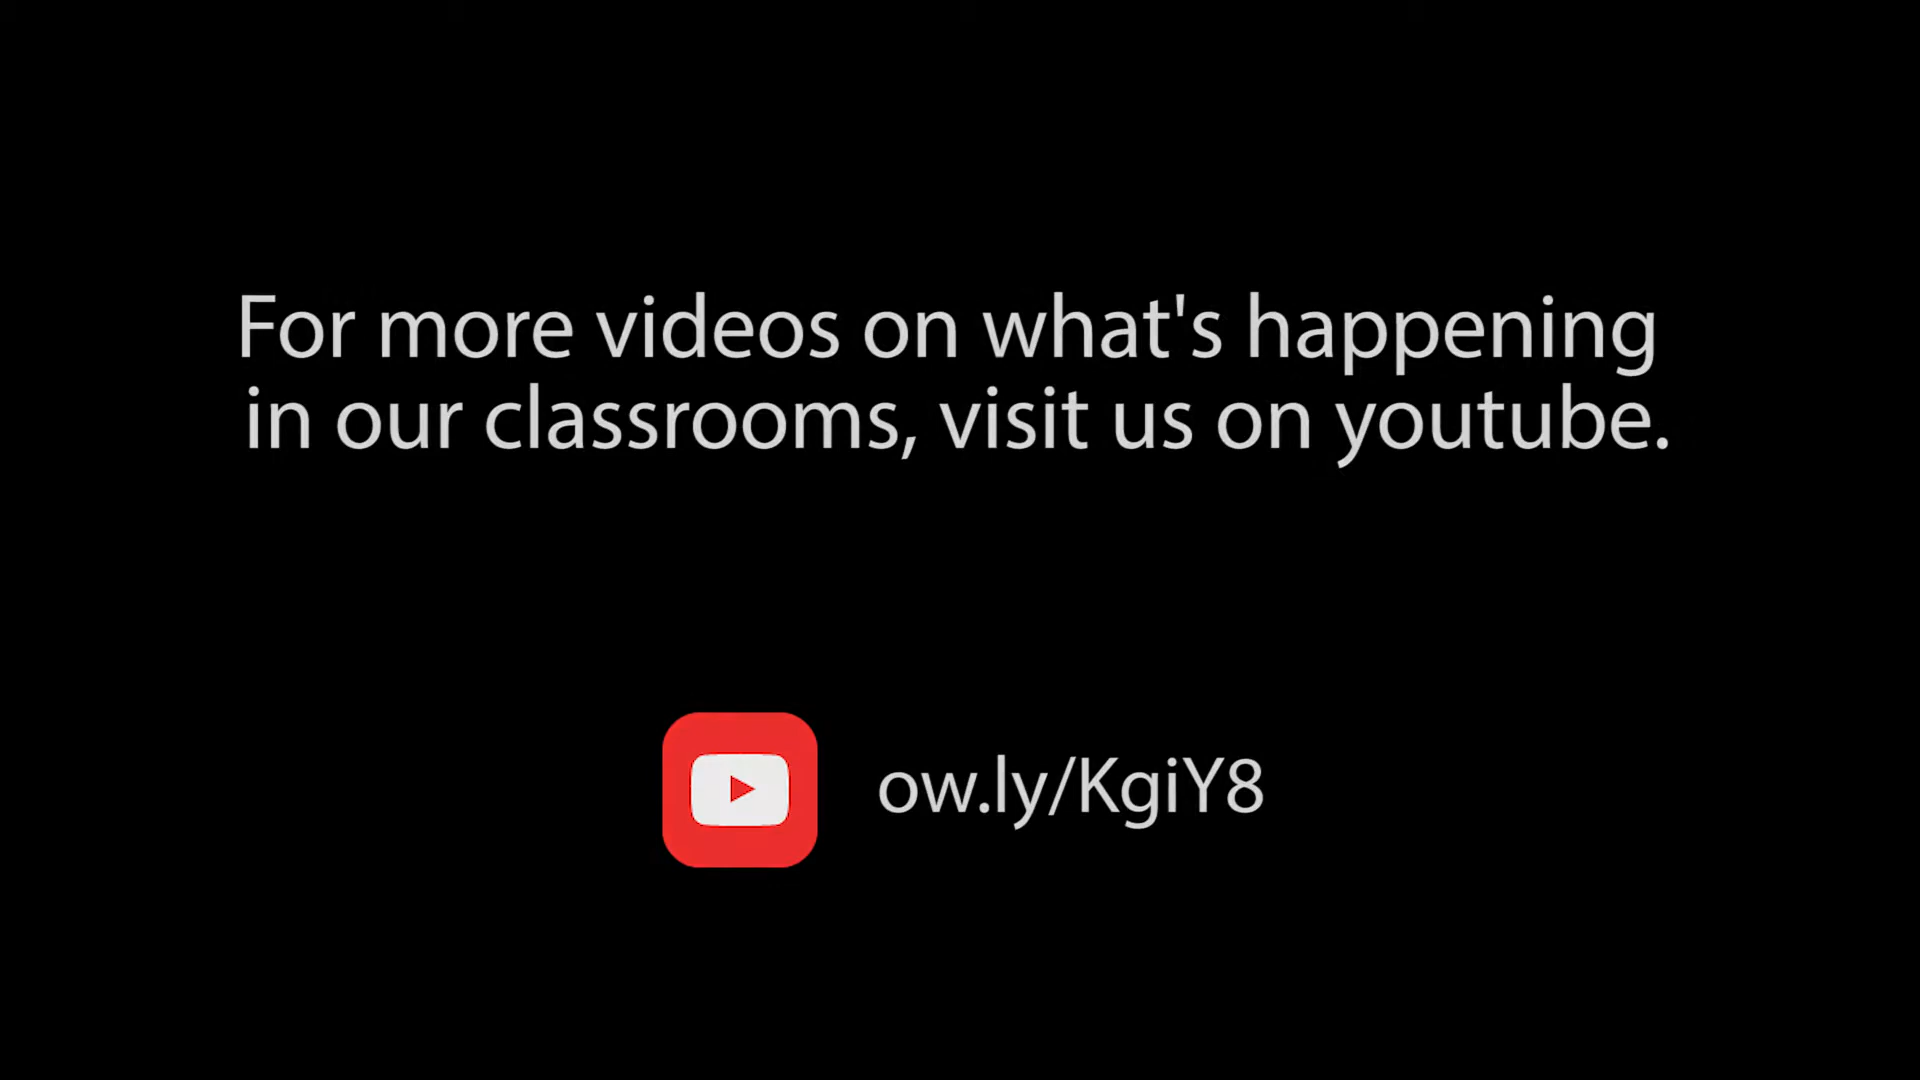 For more videos on what's happening
in our classrooms, visit us on youtube.
ow.ly/KgiY8